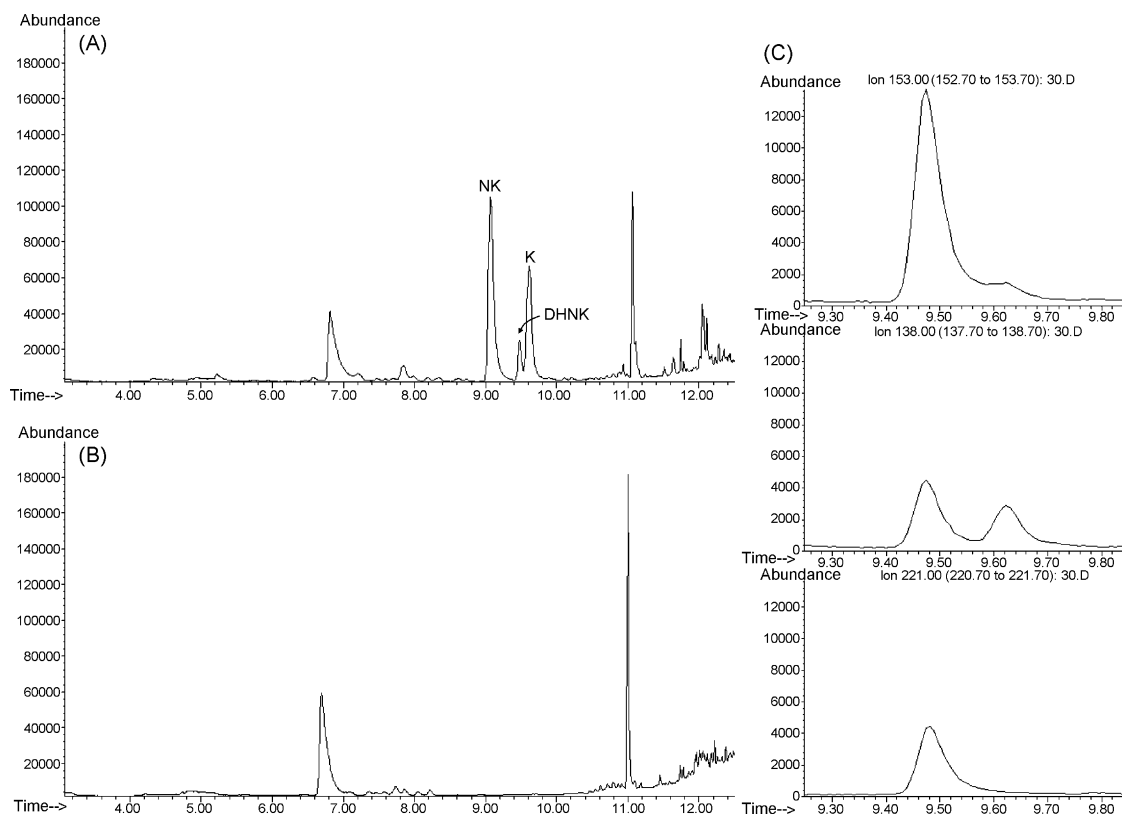 Abundance
(A)
180000
160000
140000
120000
100000
80000
60000
40000
20000
NK
K
DHNK
Time-->
4.00 5.00 6.00 7.00 8.00 9.00 10.00 11.00 12.00
Abundance
(B)
180000
160000
140000
120000
100000
80000
60000
40000
20000
Time-->
4.00 5.00 6.00 7.00 8.00 9.00 10.00 11.00 12.00
(C)
Abundance
Ion 153.00 (152.70 to 153.70): 30.D
12000
10000
8000
6000
4000
2000
0
Time-->
9.30 9.40 9.50 9.60 9.70 9.80
Abundance
Ion 138.00 (137.70 to 138.70): 30.D
12000
10000
8000
6000
4000
2000
0
Time-->
9.30 9.40 9.50 9.60 9.70 9.80
Abundance
Ion 221.00 (220.70 to 221.70): 30.D
12000
10000
8000
6000
4000
2000
0
Time-->
9.30 9.40 9.50 9.60 9.70 9.80